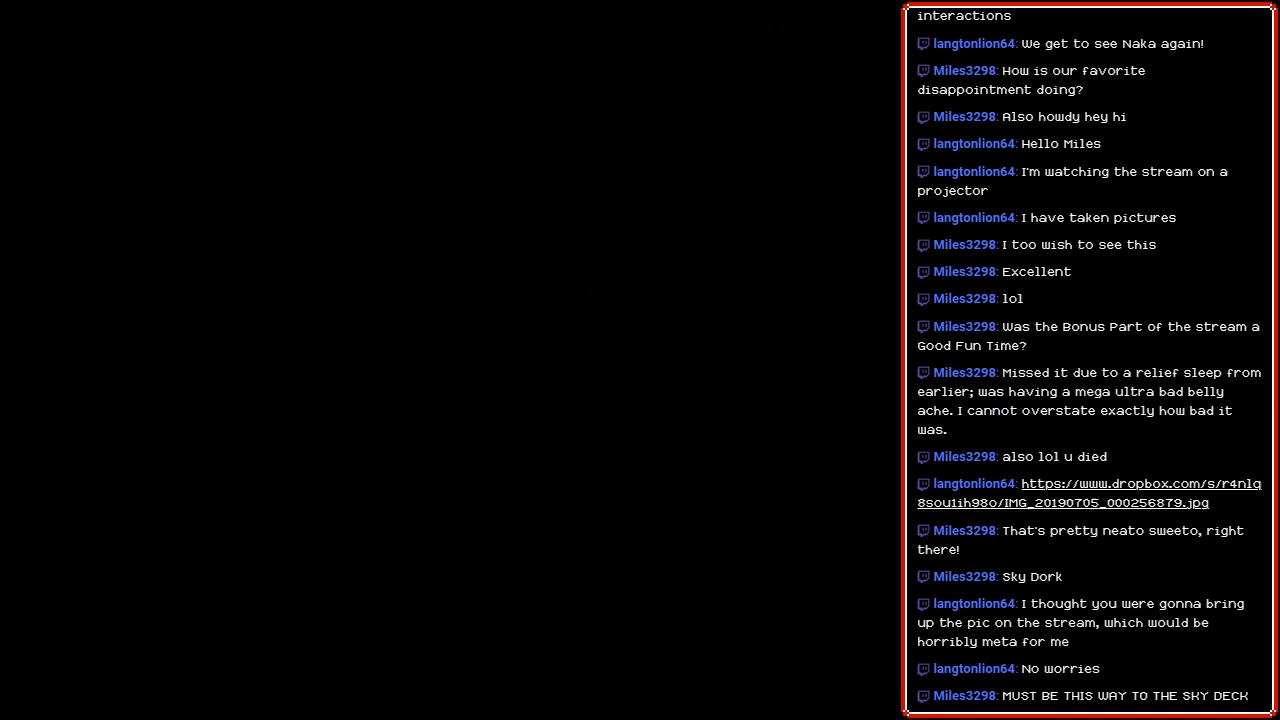 interactions
langtonlion64: We get to see Naka again!
Miles3298: How is our favorite
disappointment doing?
Miles3298: Also howdy hey hi
langtonlion64: Hello Miles
langtonlion64: I'm watching the stream on a
projector
langtonlion64: I have taken pictures
Miles3298: I too wish to see this
Miles3298: Excellent
Miles3298: lol
Miles3298: Was the Bonus Part of the stream a
Good Fun Time?
Miles3298: Missed it due to a relief sleep from
earlier; was having a mega ultra bad belly
ache. I cannot overstate exactly how bad it
was.
Miles3298: also lol u died
langtonlion64: https://www.dropbox.com/s/r4nlq
8sou1ih98o/IMG_20190705_000256879.jpg
Miles3298: That's pretty neato sweeto, right
there!
Miles3298: Sky Dork
langtonlion64: I thought you were gonna bring
up the pic on the stream, which would be
horribly meta for me
langtonlion64: No worries
Miles3298: MUST BE THIS WAY TO THE SKY DECK